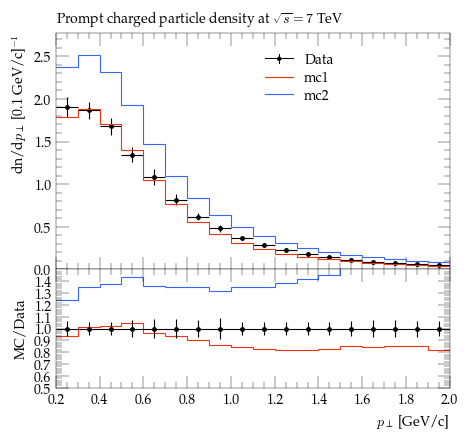 Prompt charged particle density at √s = 7 TeV
dn/dp⊥ [0.1 GeV/c]⁻¹
2.5
2.0
1.5
1.0
0.5
0.0
Data
mc1
mc2
MC/Data
1.4
1.3
1.2
1.1
1.0
0.9
0.8
0.7
0.6
0.5
0.2 0.4 0.6 0.8 1.0 1.2 1.4 1.6 1.8 2.0
p⊥ [GeV/c]